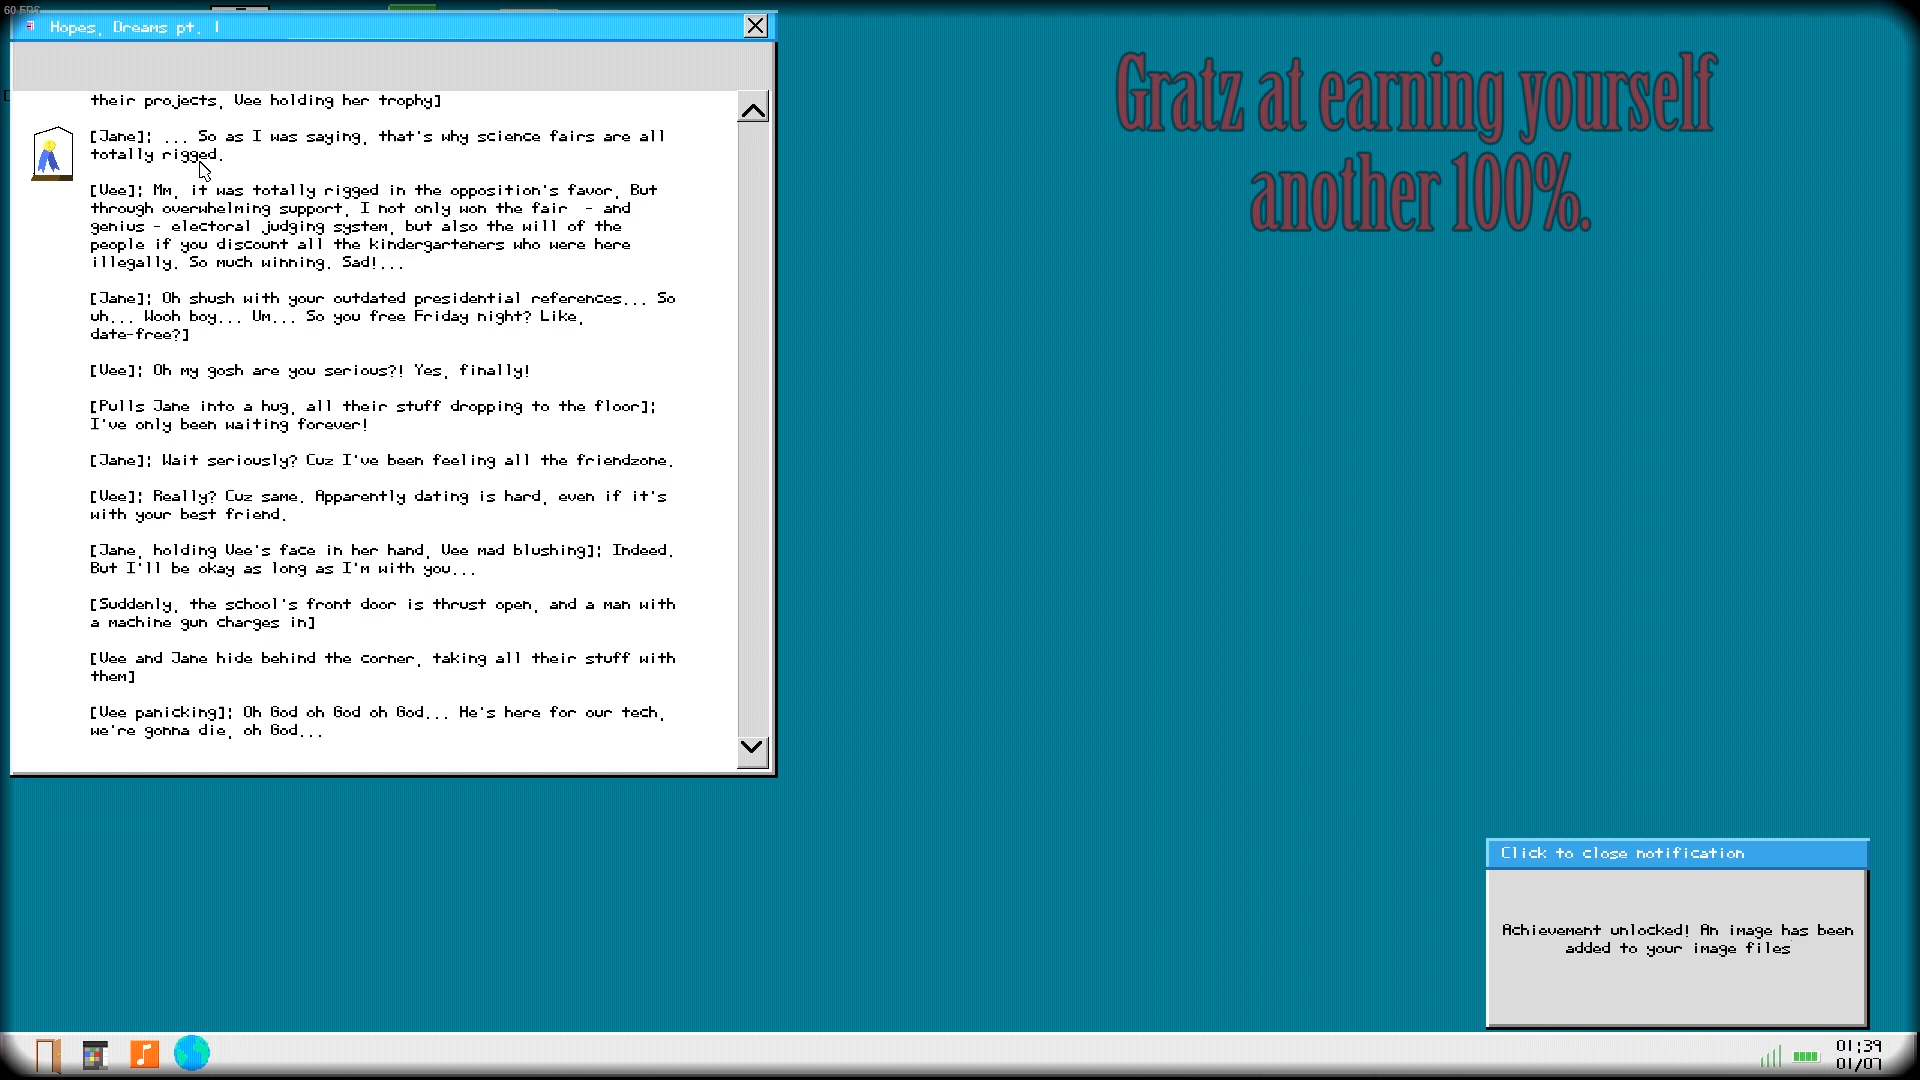 60 FPS
Hopes, Dreams pt. 1
their projects, Vee holding her trophy]
[Jane]: ... So as I was saying, that's why science fairs are all
totally rigged.
[Vee]: Mm, it was totally rigged in the opposition's favor. But
through overwhelming support, I not only won the fair - and
genius - electoral judging system, but also the will of the
people if you discount all the kindergarteners who were here
illegally. So much winning. Sad!...
[Jane]: Oh shush with your outdated presidential references... So
uh... Wooh boy... Um... So you free Friday night? Like,
date-free?]
[Vee]: Oh my gosh are you serious?! Yes, finally!
[Pulls Jane into a hug, all their stuff dropping to the floor]:
I've only been waiting forever!
[Jane]: Wait seriously? Cuz I've been feeling all the friendzone.
[Vee]: Really? Cuz same. Apparently dating is hard, even if it's
with your best friend.
[Jane, holding Vee's face in her hand, Vee mad blushing]: Indeed.
But I'll be okay as long as I'm with you...
[Suddenly, the school's front door is thrust open, and a man with
a machine gun charges in]
[Vee and Jane hide behind the corner, taking all their stuff with
them]
[Vee panicking]: Oh God oh God oh God... He's here for our tech,
we're gonna die, oh God...
Gratz at earning yourself
another 100%.
Click to close notification
Achievement unlocked! An image has been
added to your image files
01:39
01/07